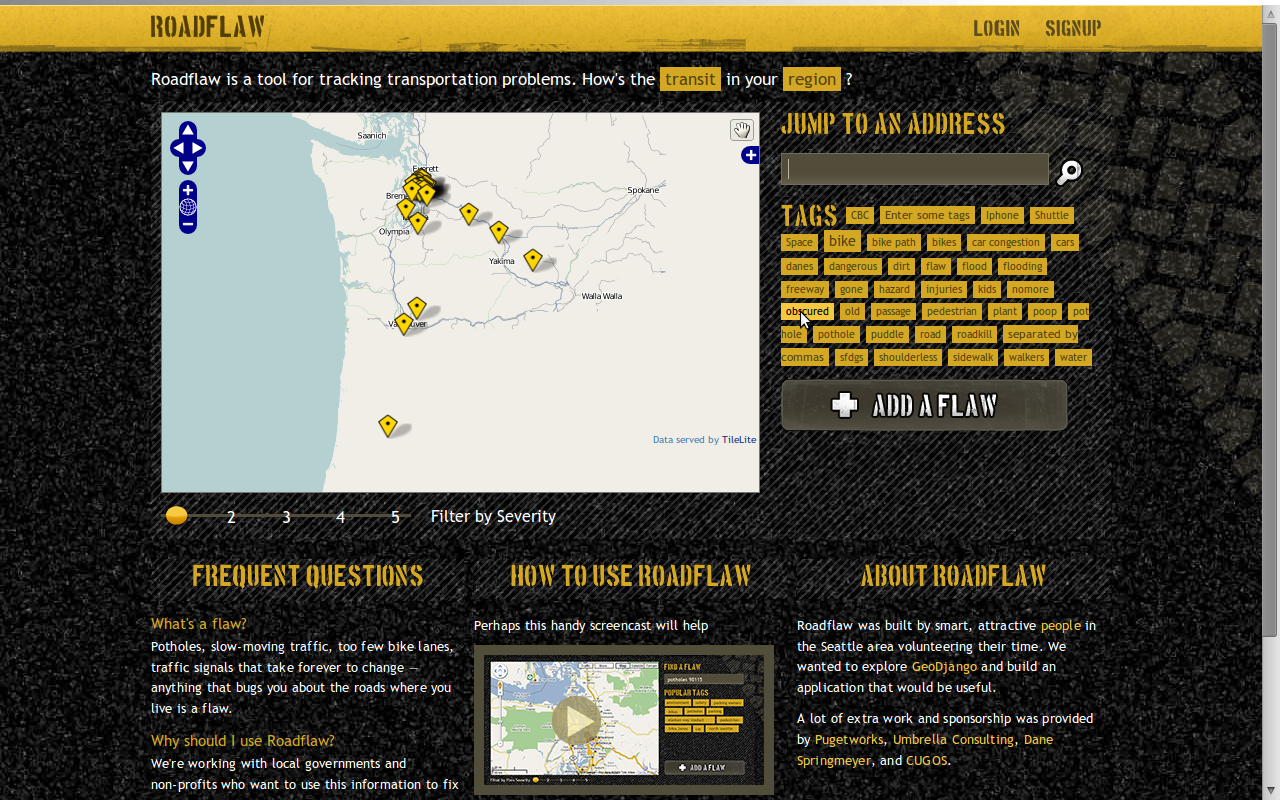 ROADFLAW
LOGIN SIGNUP
Roadflaw is a tool for tracking transportation problems. How's the transit in your region ?
Saanich
Everett
Spokane
Olympia
Yakima
Walla Walla
Data served by TileLite
JUMP TO AN ADDRESS
TAGS CBC Enter some tags Iphone Shuttle
Space bike bike path bikes car congestion cars
danes dangerous dirt flaw flood flooding
freeway gone hazard injuries kids nomore
obscured old passage pedestrian plant poop pot
hole pothole puddle road roadkill separated by
commas sfdgs shoulderless sidewalk walkers water
ADD A FLAW
2 3 4 5 Filter by Severity
FREQUENT QUESTIONS
What's a flaw?
Potholes, slow-moving traffic, too few bike lanes,
traffic signals that take forever to change —
anything that bugs you about the roads where you
live is a flaw.
Why should I use Roadflaw?
We're working with local governments and
non-profits who want to use this information to fix
HOW TO USE ROADFLAW
Perhaps this handy screencast will help
FIND A FLAW
potholes 98115
POPULAR TAGS
ADD A FLAW
ABOUT ROADFLAW
Roadflaw was built by smart, attractive people in
the Seattle area volunteering their time. We
wanted to explore GeoDjango and build an
application that would be useful.
A lot of extra work and sponsorship was provided
by Pugetworks, Umbrella Consulting, Dane
Springmeyer, and CUGOS.